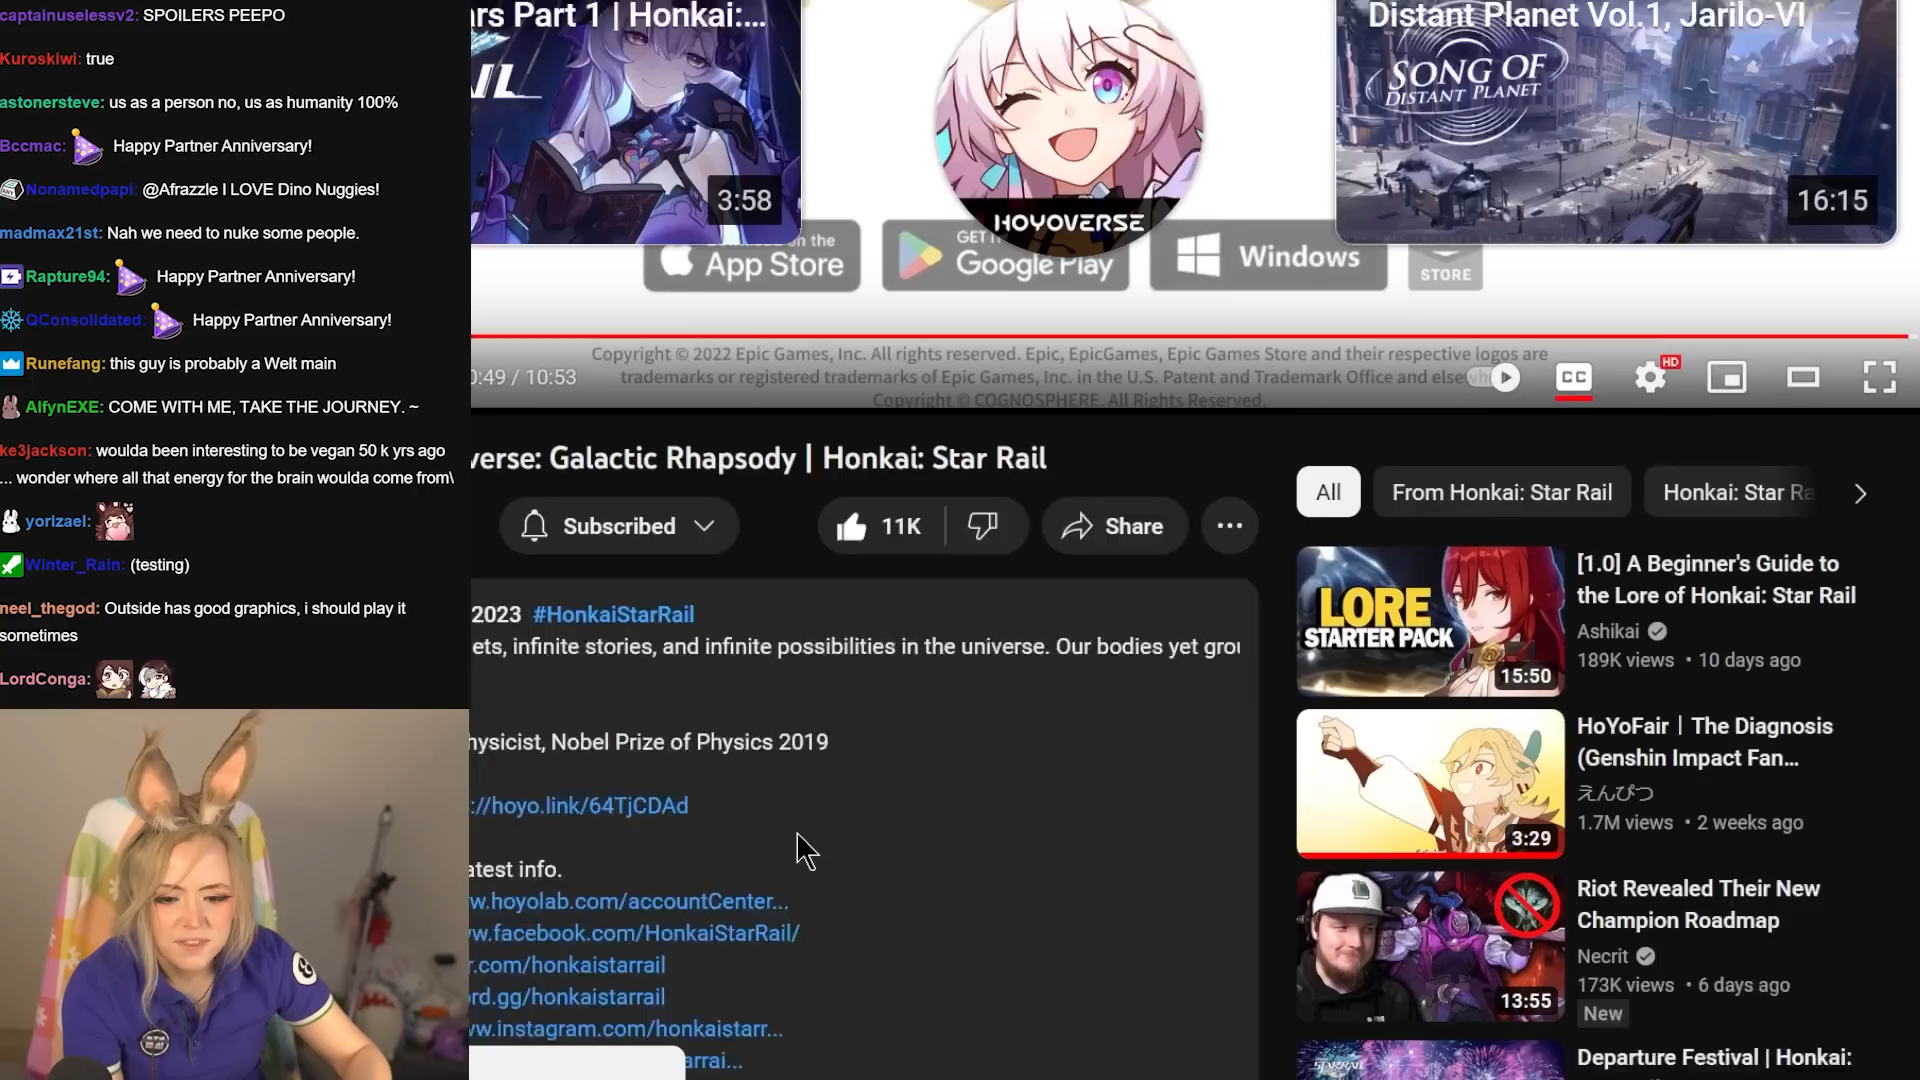 captainuselessv2: SPOILERS PEEPO
Kuroskiwi: true
astonersteve: us as a person no, us as humanity 100%
Bccmac: Happy Partner Anniversary!
Nonamedpapi: @Afrazzle I LOVE Dino Nuggies!
madmax21st: Nah we need to nuke some people.
Rapture94: Happy Partner Anniversary!
QConsolidated: Happy Partner Anniversary!
Runefang: this guy is probably a Welt main
AlfynEXE: COME WITH ME, TAKE THE JOURNEY. ~
ke3jackson: woulda been interesting to be vegan 50 k yrs ago
... wonder where all that energy for the brain woulda come from\
yorizael:
Winter_Rain: (testing)
neel_thegod: Outside has good graphics, i should play it
sometimes
LordConga:
rs Part 1 | Honkai:...
3:58
HOYOVERSE
Distant Planet Vol.1, Jarilo-VI
SONG OF
DISTANT PLANET
16:15
on the
App Store
GET I
Google Play
Windows
STORE
Copyright © 2022 Epic Games, Inc. All rights reserved. Epic, EpicGames, Epic Games Store and their respective logos are
trademarks or registered trademarks of Epic Games, Inc. in the U.S. Patent and Trademark Office and elsewh
Copyright © COGNOSPHERE. All Rights Reserved.
0:49 / 10:53
CC
HD
verse: Galactic Rhapsody | Honkai: Star Rail
Subscribed
11K
Share
2023 #HonkaiStarRail
ets, infinite stories, and infinite possibilities in the universe. Our bodies yet grou
hysicist, Nobel Prize of Physics 2019
://hoyo.link/64TjCDAd
atest info.
w.hoyolab.com/accountCenter...
w.facebook.com/HonkaiStarRail/
r.com/honkaistarrail
ord.gg/honkaistarrail
w.instagram.com/honkaistarr...
arrai...
All
From Honkai: Star Rail
Honkai: Star Ra
LORE
STARTER PACK
15:50
[1.0] A Beginner's Guide to
the Lore of Honkai: Star Rail
Ashikai
189K views • 10 days ago
3:29
HoYoFair｜The Diagnosis
(Genshin Impact Fan...
えんぴつ
1.7M views • 2 weeks ago
13:55
Riot Revealed Their New
Champion Roadmap
Necrit
173K views • 6 days ago
New
Departure Festival | Honkai: